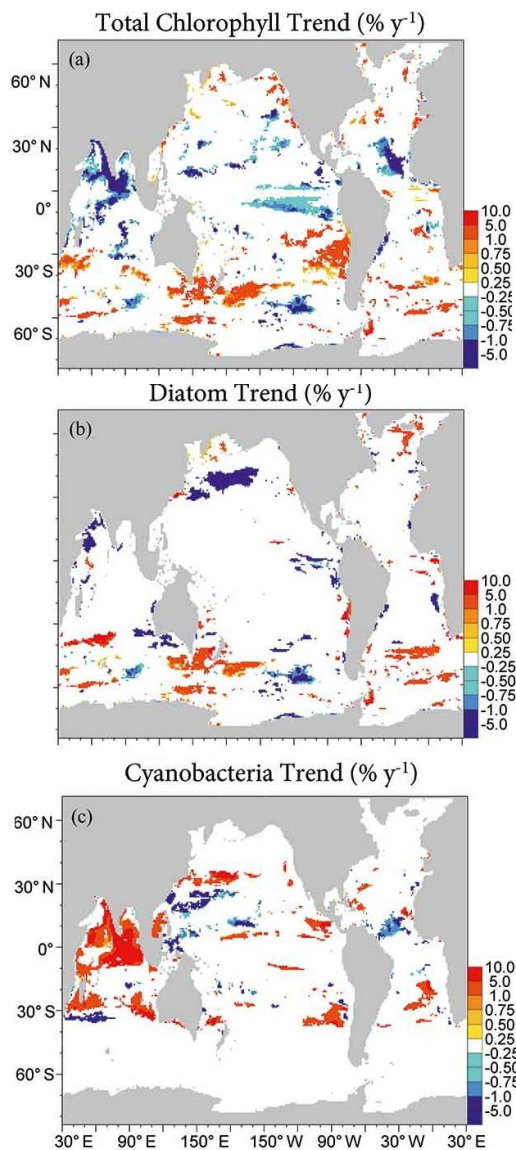 Total Chlorophyll Trend (% y⁻¹)
(a)
60° N
30° N
0°
30° S
60° S
10.0
5.0
1.0
0.75
0.50
0.25
-0.25
-0.50
-0.75
-1.0
-5.0
Diatom Trend (% y⁻¹)
(b)
10.0
5.0
1.0
0.75
0.50
0.25
-0.25
-0.50
-0.75
-1.0
-5.0
Cyanobacteria Trend (% y⁻¹)
(c)
60° N
30° N
0°
30° S
60° S
10.0
5.0
1.0
0.75
0.50
0.25
-0.25
-0.50
-0.75
-1.0
-5.0
30° E 90° E 150° E 150° W 90° W 30° W 30° E